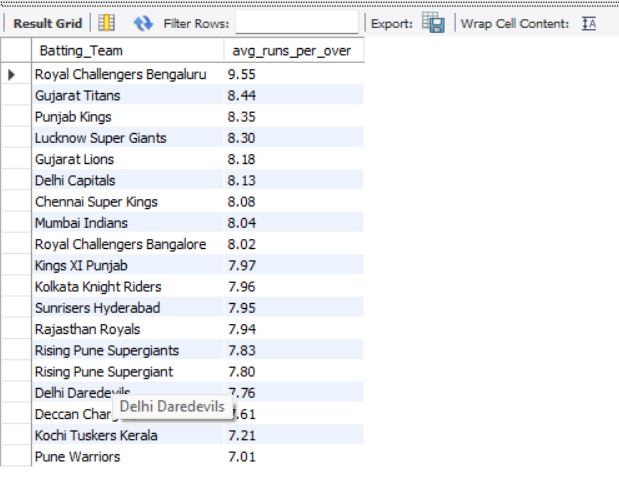 Result Grid Filter Rows: Export: Wrap Cell Content: IA
Batting_Team avg_runs_per_over
Royal Challengers Bengaluru 9.55
Gujarat Titans 8.44
Punjab Kings 8.35
Lucknow Super Giants 8.30
Gujarat Lions 8.18
Delhi Capitals 8.13
Chennai Super Kings 8.08
Mumbai Indians 8.04
Royal Challengers Bangalore 8.02
Kings XI Punjab 7.97
Kolkata Knight Riders 7.96
Sunrisers Hyderabad 7.95
Rajasthan Royals 7.94
Rising Pune Supergiants 7.83
Rising Pune Supergiant 7.80
Delhi Daredevils 7.76
Delhi Daredevils
Deccan .61
Kochi Tuskers Kerala 7.21
Pune Warriors 7.01